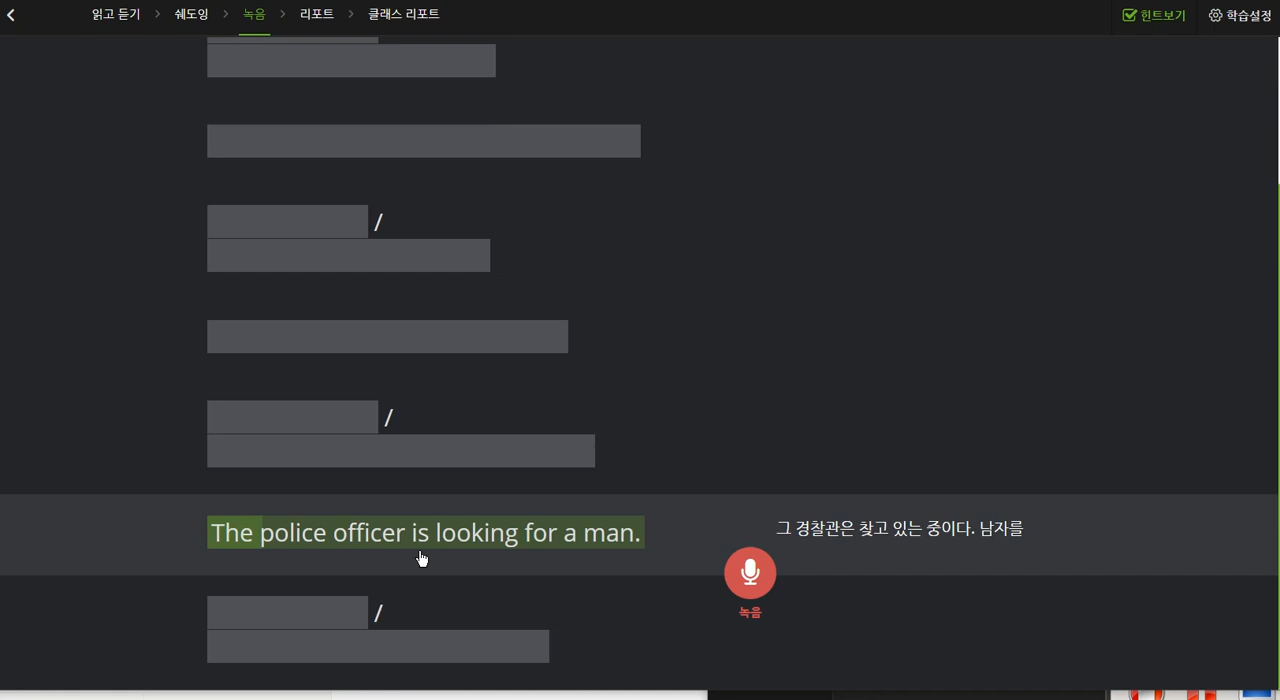 읽고 듣기 > 쉐도잉 > 녹음 > 리포트 > 클래스 리포트 힌트보기 학습설정
/
/
The police officer is looking for a man. 그 경찰관은 찾고 있는 중이다. 남자를
녹음
/